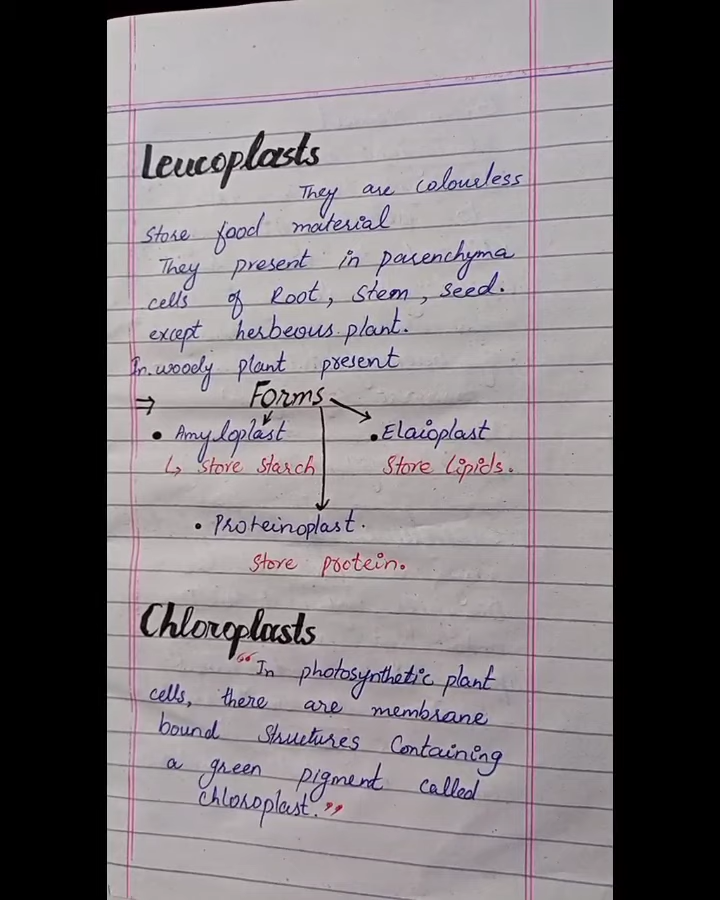 Leucoplasts
They are colourless
Store food material
They present in parenchyma
cells of Root, Stem, Seed.
except herbeous plant.
In woody plant present
⇒ Forms
• Amyloplast • Elaioplast
↳ Store Starch Store Lipids.
• Proteinoplast.
Store protein.
Chloroplasts
“In photosynthetic plant
cells, there are membrane
bound Structures Containing
a green pigment called
Chloroplast.”